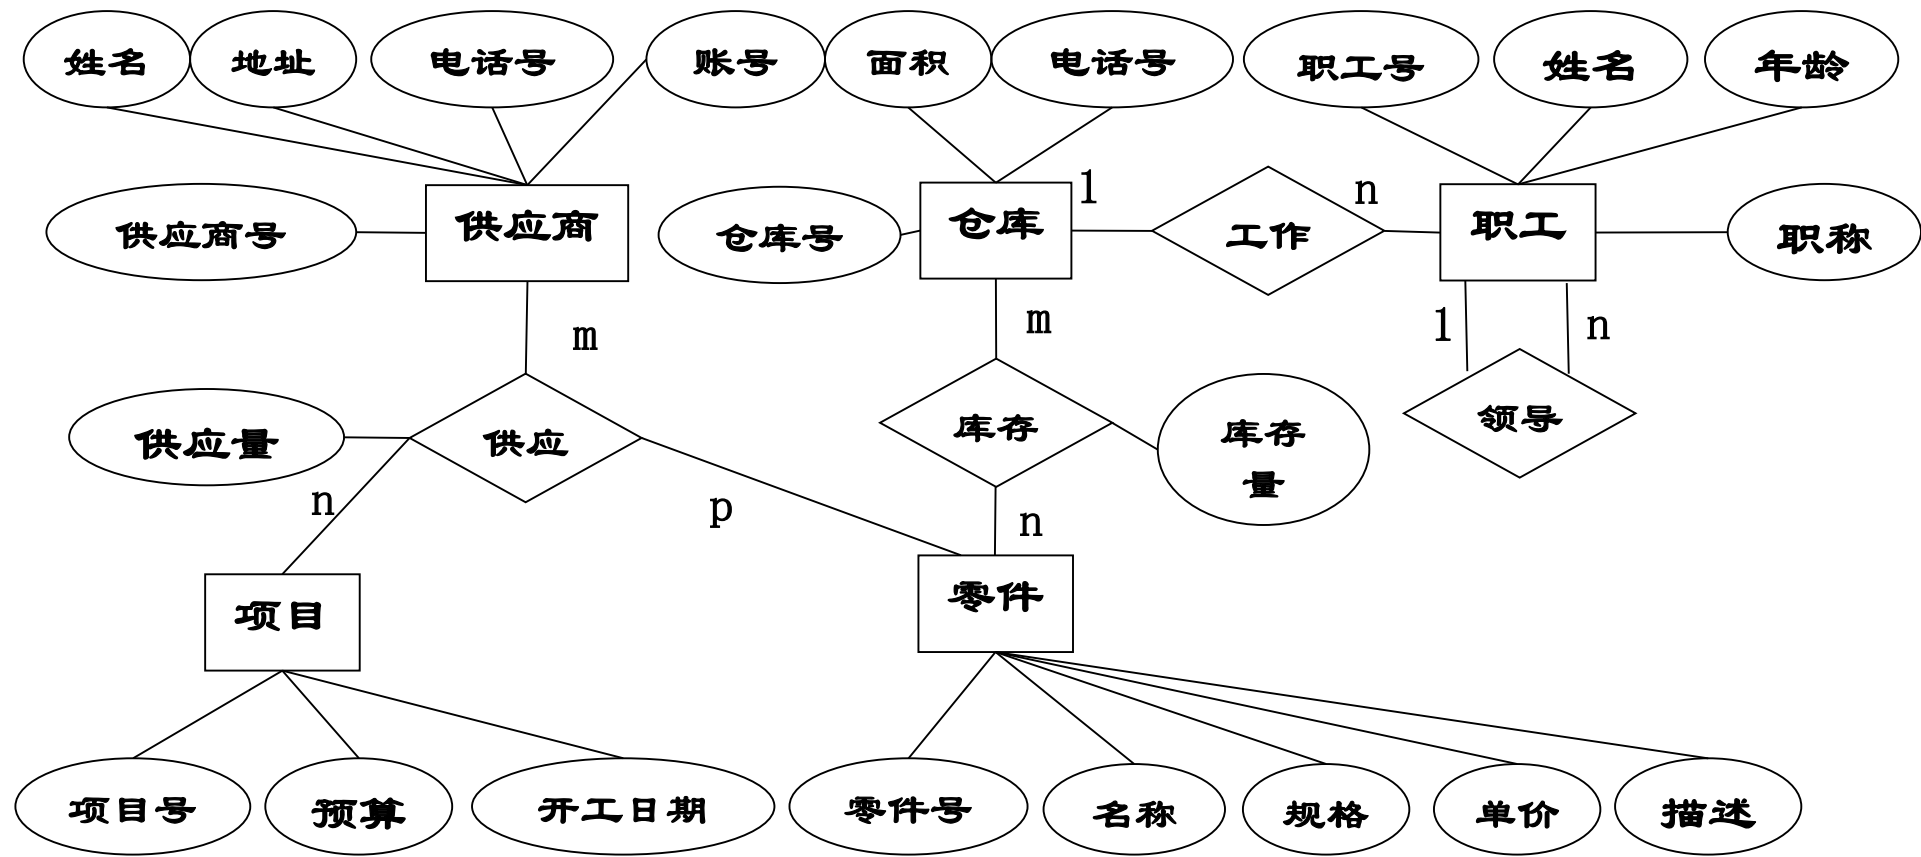 姓名
地址
电话号
账号
面积
电话号
职工号
姓名
年龄
供应商号
供应商
仓库号
仓库
1
工作
n
职工
职称
m
m
1
n
供应量
供应
库存
库存
量
领导
n
p
n
项目
零件
项目号
预算
开工日期
零件号
名称
规格
单价
描述